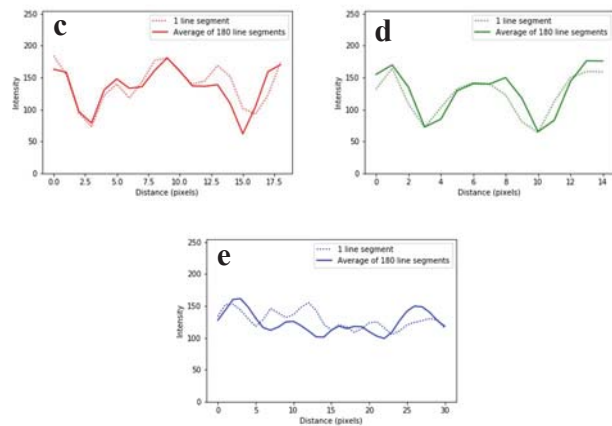 c
1 line segment
Average of 180 line segments
Intensity
250
200
150
100
50
0
0.0 2.5 5.0 7.5 10.0 12.5 15.0 17.5
Distance (pixels)
d
1 line segment
Average of 180 line segments
Intensity
250
200
150
100
50
0
0 2 4 6 8 10 12 14
Distance (pixels)
e
1 line segment
Average of 180 line segments
Intensity
250
200
150
100
50
0
0 5 10 15 20 25 30
Distance (pixels)